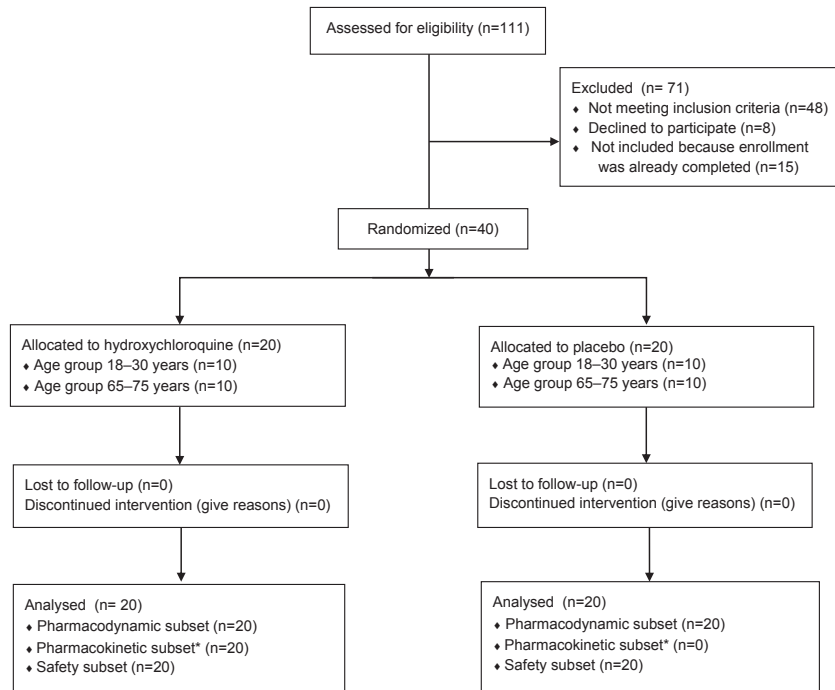 Assessed for eligibility (n=111)
Excluded (n= 71)
♦ Not meeting inclusion criteria (n=48)
♦ Declined to participate (n=8)
♦ Not included because enrollment
was already completed (n=15)
Randomized (n=40)
Allocated to hydroxychloroquine (n=20)
♦ Age group 18–30 years (n=10)
♦ Age group 65–75 years (n=10)
Allocated to placebo (n=20)
♦ Age group 18–30 years (n=10)
♦ Age group 65–75 years (n=10)
Lost to follow-up (n=0)
Discontinued intervention (give reasons) (n=0)
Lost to follow-up (n=0)
Discontinued intervention (give reasons) (n=0)
Analysed (n= 20)
♦ Pharmacodynamic subset (n=20)
♦ Pharmacokinetic subset* (n=20)
♦ Safety subset (n=20)
Analysed (n=20)
♦ Pharmacodynamic subset (n=20)
♦ Pharmacokinetic subset* (n=0)
♦ Safety subset (n=20)